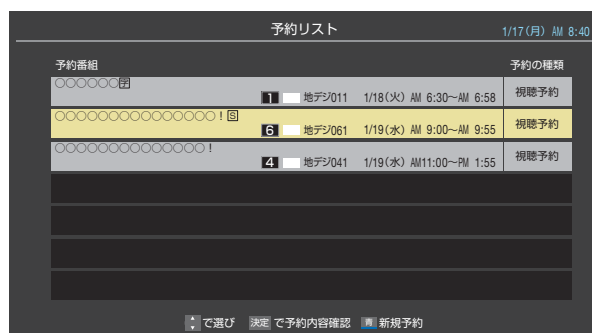 予約リスト 1/17(月) AM 8:40
予約番組 予約の種類
○○○○○○字
1 地デジ011 1/18(火) AM 6:30～AM 6:58 視聴予約
○○○○○○○○○○○○○○○！S
6 地デジ061 1/19(水) AM 9:00～AM 9:55 視聴予約
○○○○○○○○○○○○○○！
4 地デジ041 1/19(水) AM11:00～PM 1:55 視聴予約
で選び 決定 で予約内容確認 青 新規予約